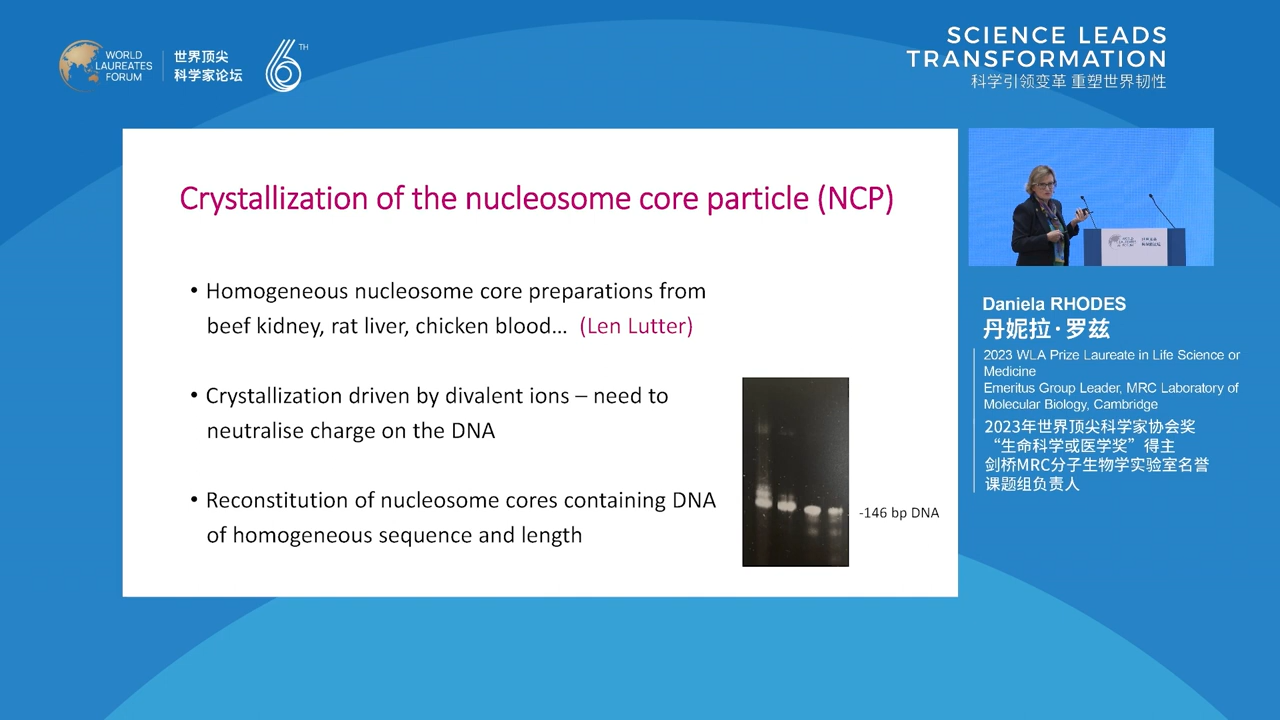 WORLD
LAUREATES
FORUM
世界顶尖
科学家论坛
6TH
SCIENCE LEADS
TRANSFORMATION
科学引领变革 重塑世界韧性
Crystallization of the nucleosome core particle (NCP)
• Homogeneous nucleosome core preparations from
beef kidney, rat liver, chicken blood... (Len Lutter)
• Crystallization driven by divalent ions – need to
neutralise charge on the DNA
• Reconstitution of nucleosome cores containing DNA
of homogeneous sequence and length
-146 bp DNA
Daniela RHODES
丹妮拉·罗兹
2023 WLA Prize Laureate in Life Science or
Medicine
Emeritus Group Leader, MRC Laboratory of
Molecular Biology, Cambridge
2023年世界顶尖科学家协会奖
“生命科学或医学奖”得主
剑桥MRC分子生物学实验室名誉
课题组负责人